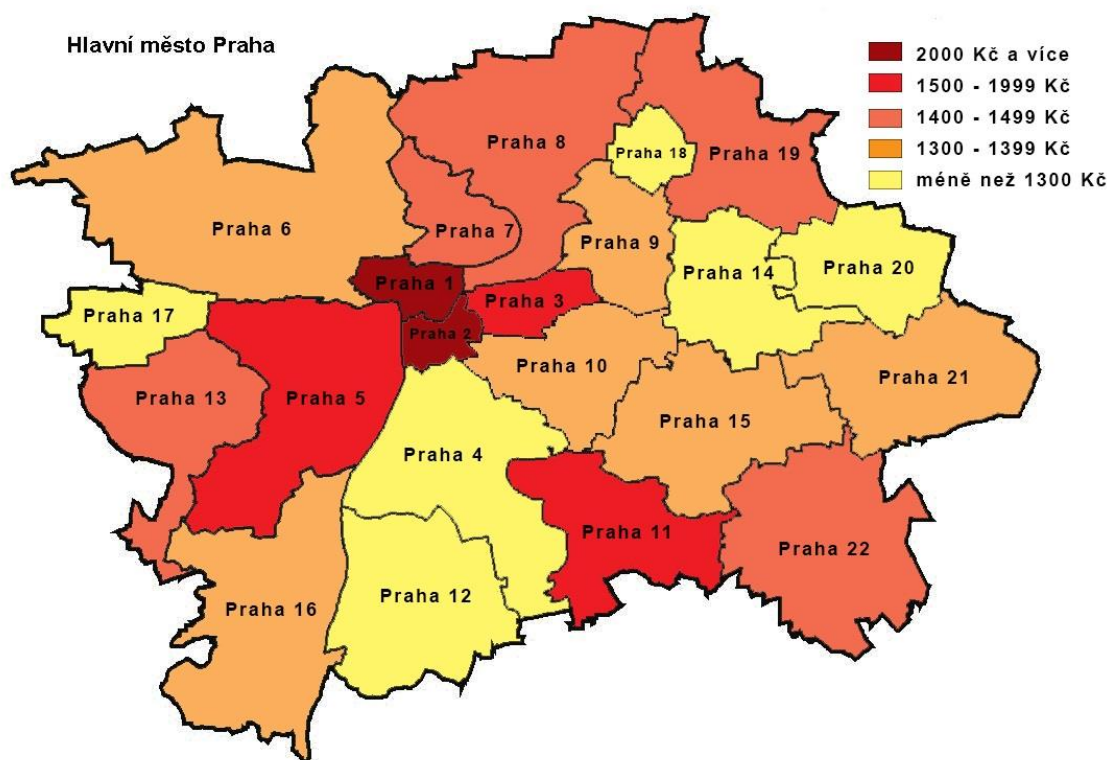 Hlavní město Praha
2000 Kč a více
1500 - 1999 Kč
1400 - 1499 Kč
1300 - 1399 Kč
méně než 1300 Kč
Praha 8
Praha 18
Praha 19
Praha 6
Praha 7
Praha 9
Praha 14
Praha 20
Praha 1
Praha 3
Praha 17
Praha 2
Praha 10
Praha 21
Praha 13
Praha 5
Praha 15
Praha 4
Praha 11
Praha 22
Praha 12
Praha 16